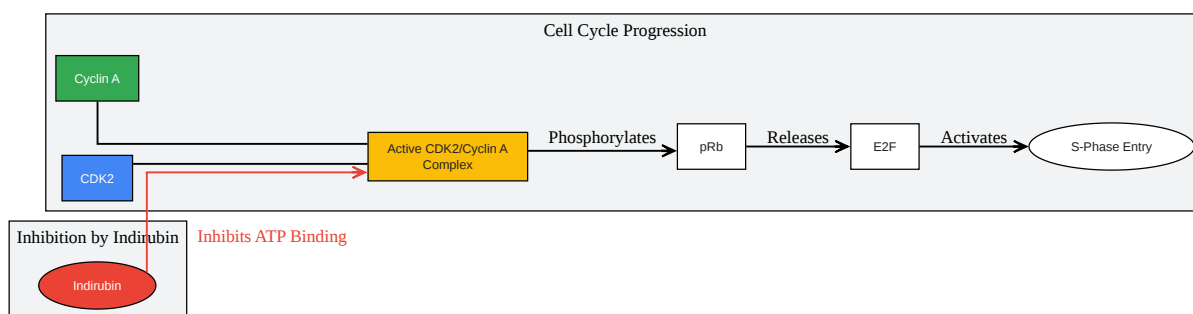 Cell Cycle Progression
Cyclin A
CDK2
Active CDK2/Cyclin A
Complex
Phosphorylates
pRb
Releases
E2F
Activates
S-Phase Entry
Inhibition by Indirubin
Inhibits ATP Binding
Indirubin